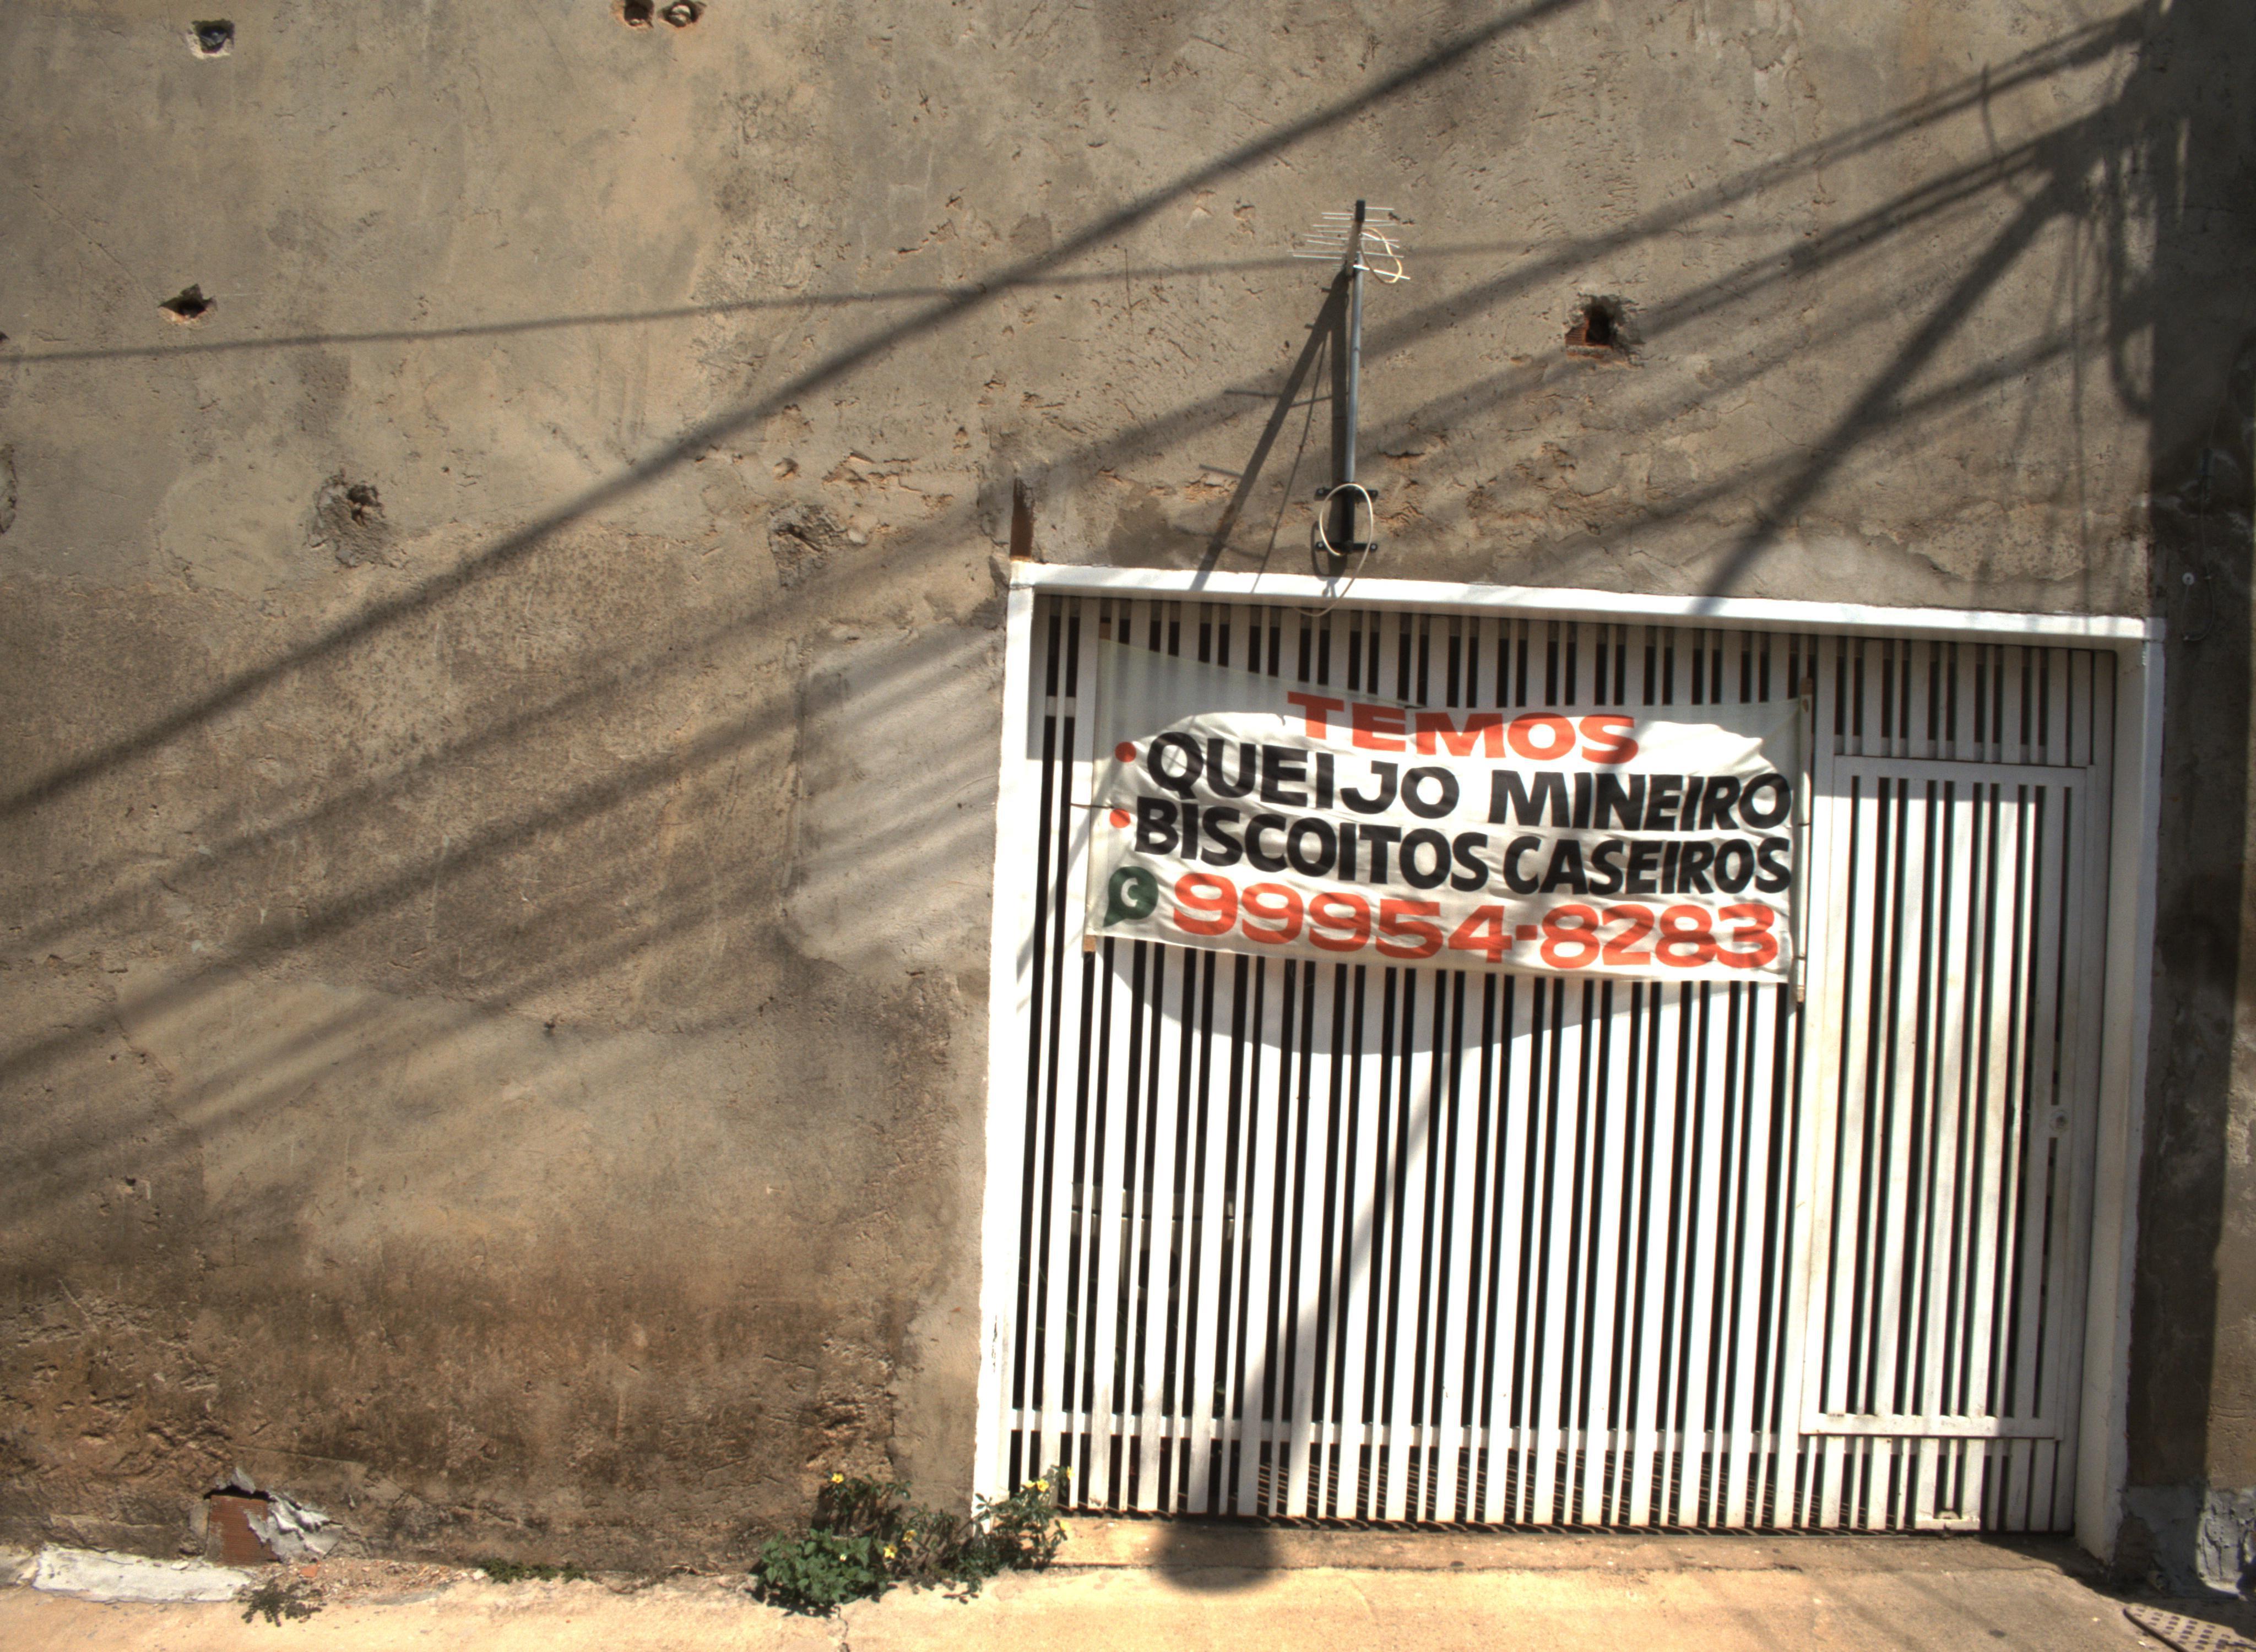 TEMOS
• QUEIJO MINEIRO
• BISCOITOS CASEIROS
99954-8283